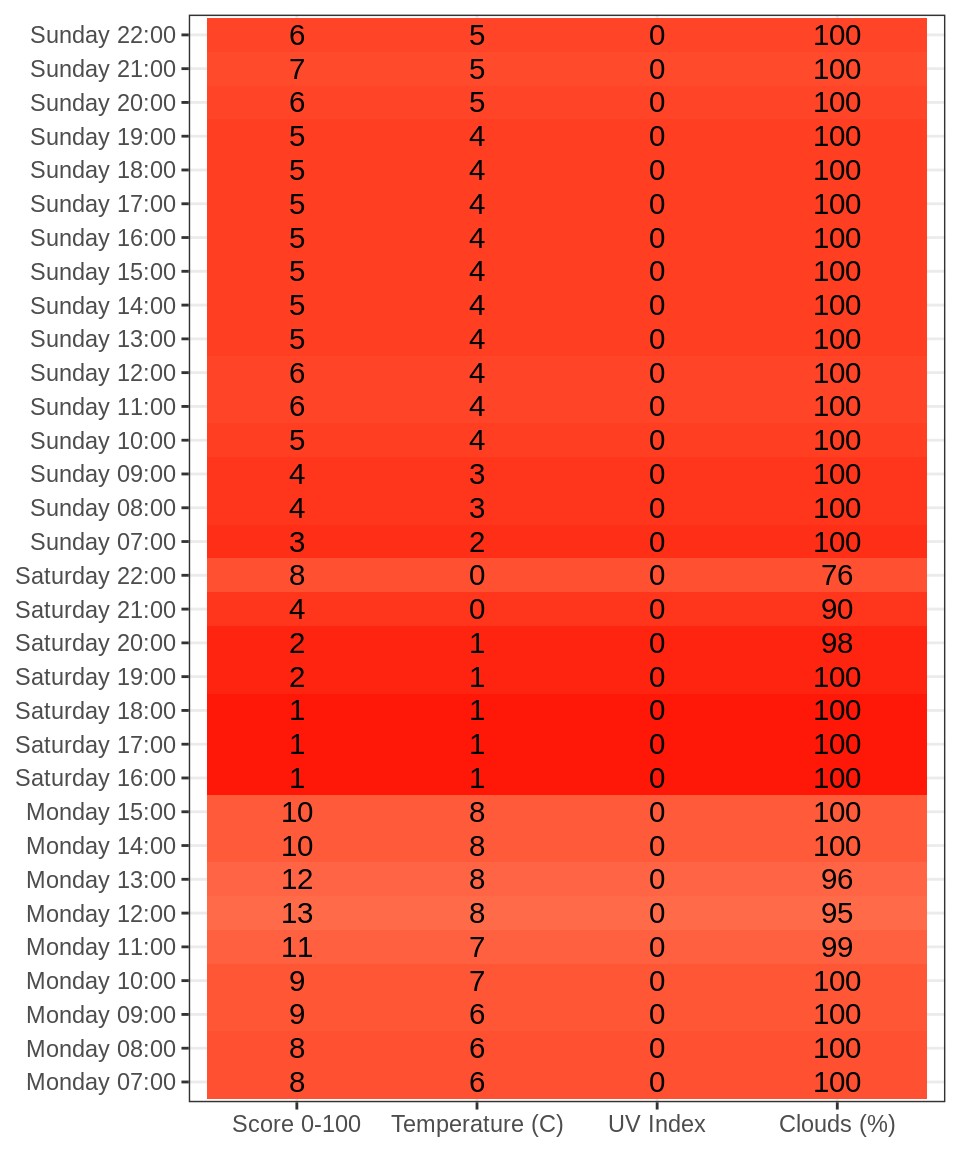 Sunday 22:00 6 5 0 100
Sunday 21:00 7 5 0 100
Sunday 20:00 6 5 0 100
Sunday 19:00 5 4 0 100
Sunday 18:00 5 4 0 100
Sunday 17:00 5 4 0 100
Sunday 16:00 5 4 0 100
Sunday 15:00 5 4 0 100
Sunday 14:00 5 4 0 100
Sunday 13:00 5 4 0 100
Sunday 12:00 6 4 0 100
Sunday 11:00 6 4 0 100
Sunday 10:00 5 4 0 100
Sunday 09:00 4 3 0 100
Sunday 08:00 4 3 0 100
Sunday 07:00 3 2 0 100
Saturday 22:00 8 0 0 76
Saturday 21:00 4 0 0 90
Saturday 20:00 2 1 0 98
Saturday 19:00 2 1 0 100
Saturday 18:00 1 1 0 100
Saturday 17:00 1 1 0 100
Saturday 16:00 1 1 0 100
Monday 15:00 10 8 0 100
Monday 14:00 10 8 0 100
Monday 13:00 12 8 0 96
Monday 12:00 13 8 0 95
Monday 11:00 11 7 0 99
Monday 10:00 9 7 0 100
Monday 09:00 9 6 0 100
Monday 08:00 8 6 0 100
Monday 07:00 8 6 0 100
Score 0-100 Temperature (C) UV Index Clouds (%)